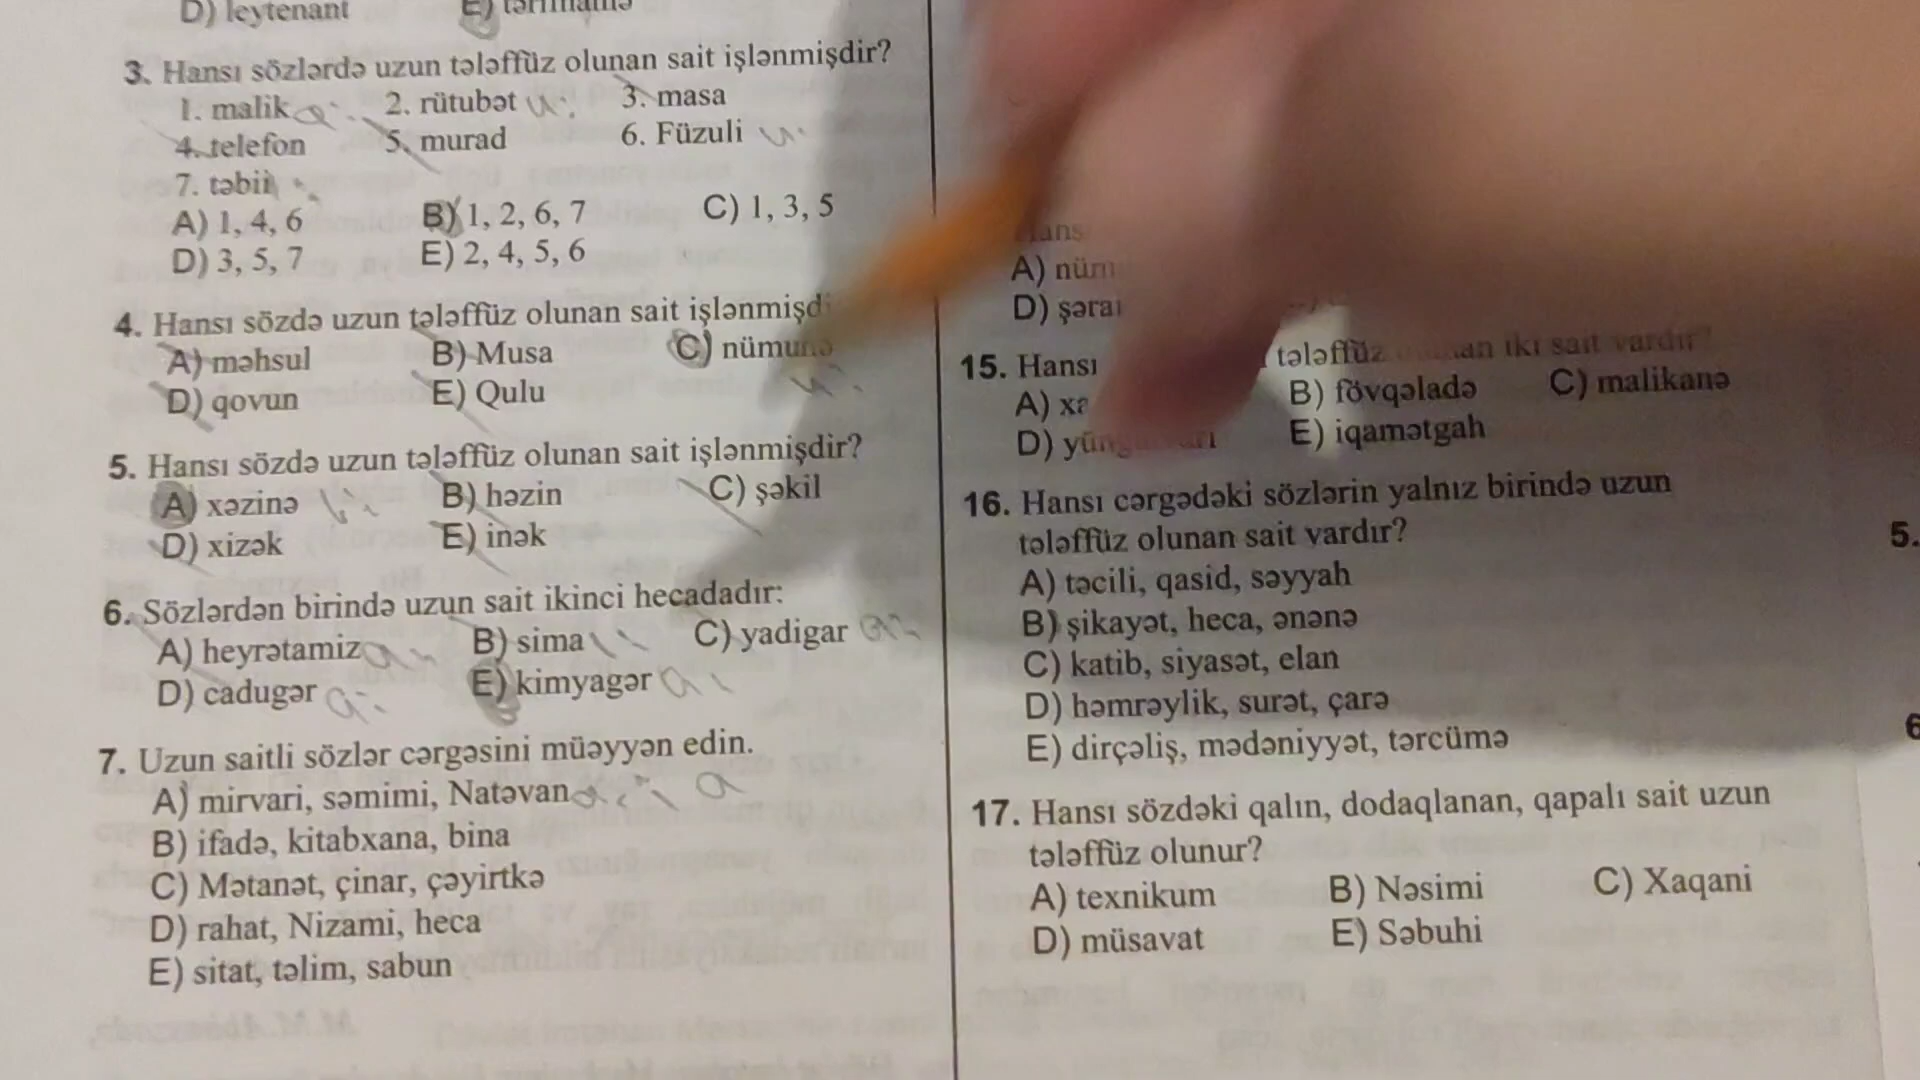 D) leytenant
3. Hansı sözlərdə uzun tələffüz olunan sait işlənmişdir?
1. malik a: 2. rütubət u: 3. masa
4. telefon 5. murad 6. Füzuli u:
7. təbii
A) 1, 4, 6 B) 1, 2, 6, 7 C) 1, 3, 5
D) 3, 5, 7 E) 2, 4, 5, 6
4. Hansı sözdə uzun tələffüz olunan sait
A) məhsul B) Musa C) nümunə
D) qovun E) Qulu u:
5. Hansı sözdə uzun tələffüz olunan sait işlənmişdir?
A) xəzinə i: B) həzin C) şəkil
D) xizək E) inək
6. Sözlərdən birində uzun sait ikinci hecadadır:
A) heyrətamiz a: B) sima i: C) yadigar a:
D) cadugər a: E) kimyagər a:
7. Uzun saitli sözlər cərgəsini müəyyən edin.
A) mirvari, səmimi, Natəvan a i: a
B) ifadə, kitabxana, bina
C) Mətanət, çinar, çəyirtkə
D) rahat, Nizami, heca
E) sitat, təlim, sabun
A)
D)
15. Hansı tələffüz iki sait vardır?
A) B) fövqəladə C) malikanə
D) E) iqamətgah
16. Hansı cərgədəki sözlərin yalnız birində uzun
tələffüz olunan sait vardır?
A) təcili, qasid, səyyah
B) şikayət, heca, ənənə
C) katib, siyasət, elan
D) həmrəylik, surət, çarə
E) dirçəliş, mədəniyyət, tərcümə
17. Hansı sözdəki qalın, dodaqlanan, qapalı sait uzun
tələffüz olunur?
A) texnikum B) Nəsimi C) Xaqani
D) müsavat E) Səbuhi
5.
6